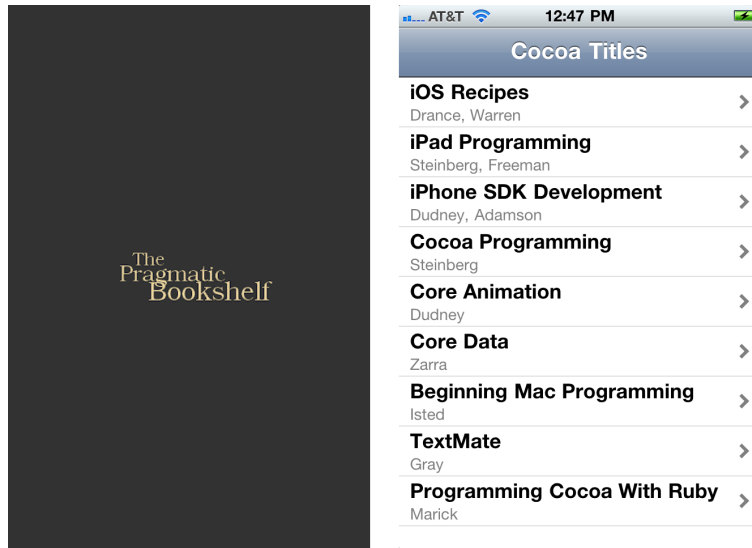 The
Pragmatic
Bookshelf
AT&T 12:47 PM
Cocoa Titles
iOS Recipes
Drance, Warren
iPad Programming
Steinberg, Freeman
iPhone SDK Development
Dudney, Adamson
Cocoa Programming
Steinberg
Core Animation
Dudney
Core Data
Zarra
Beginning Mac Programming
Isted
TextMate
Gray
Programming Cocoa With Ruby
Marick